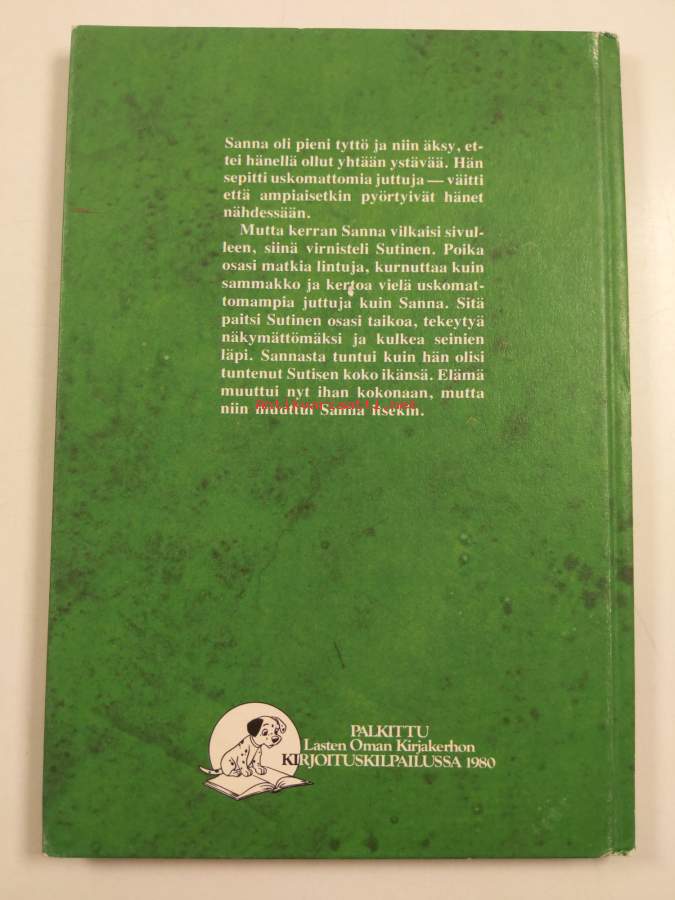 Sanna oli pieni tyttö ja niin äksy, et-
tei hänellä ollut yhtään ystävää. Hän
sepitti uskomattomia juttuja — väitti
että ampiaisetkin pyörtyivät hänet
nähdessään.
Mutta kerran Sanna vilkaisi sivul-
leen, siinä virnisteli Sutinen. Poika
osasi matkia lintuja, kurnuttaa kuin
sammakko ja kertoa vielä uskomat-
tomampia juttuja kuin Sanna. Sitä
paitsi Sutinen osasi taikoa, tekeytyä
näkymättömäksi ja kulkea seinien
läpi. Sannasta tuntui kuin hän olisi
tuntenut Sutisen koko ikänsä. Elämä
muuttui nyt ihan kokonaan, mutta
niin muuttui Sanna itsekin.
PALKITTU
Lasten Oman Kirjakerhon
KIRJOITUSKILPAILUSSA 1980